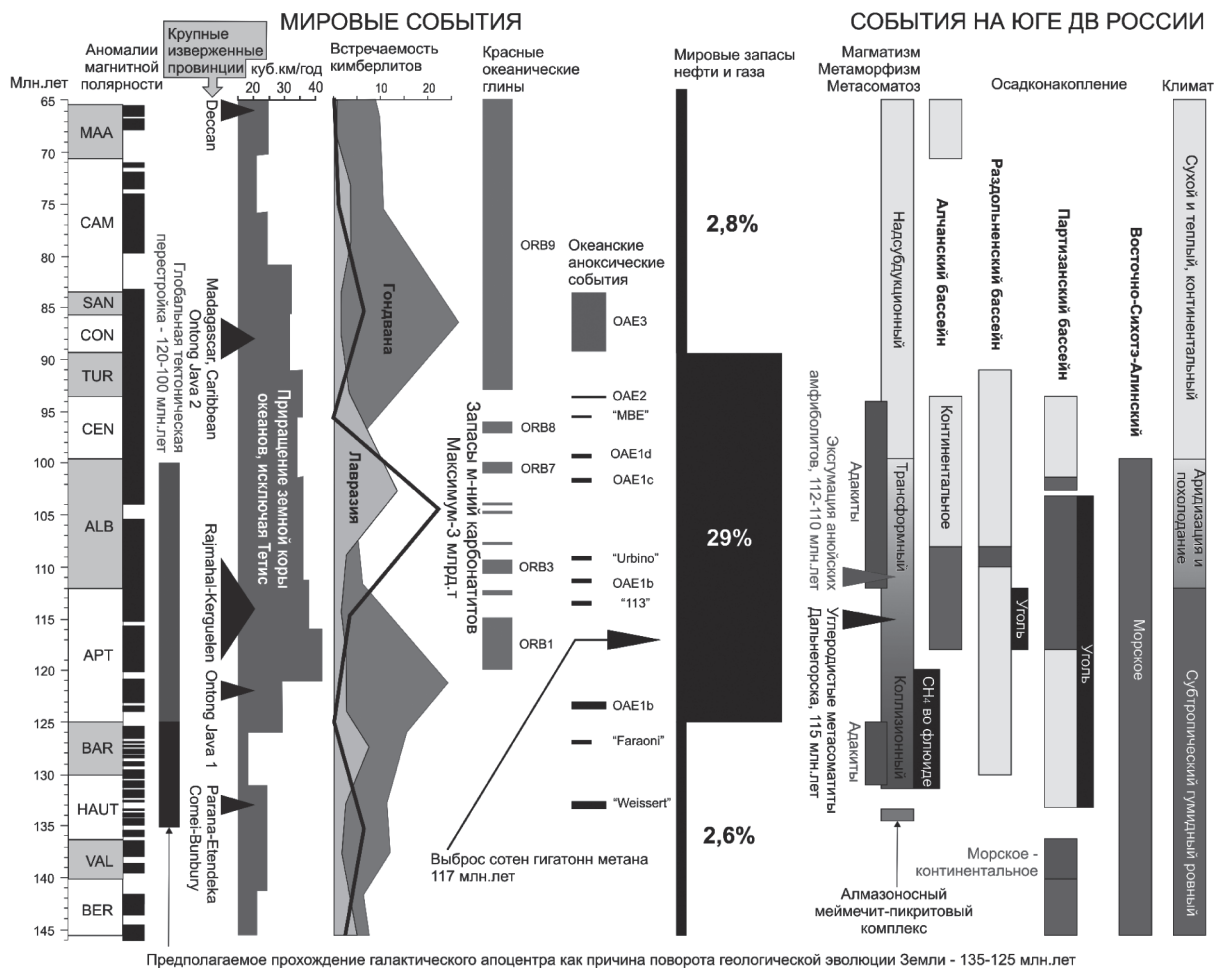 МИРОВЫЕ СОБЫТИЯ
СОБЫТИЯ НА ЮГЕ ДВ РОССИИ
Млн.лет
Аномалии
магнитной
полярности
Крупные
изверженные
провинции
куб.км/год
20 30 40
Встречаемость
кимберлитов
0 10 20
Красные
океанические
глины
Мировые запасы
нефти и газа
Магматизм
Метаморфизм
Метасоматоз
Осадконакопление
Климат
65
70
75
80
85
90
95
100
105
110
115
120
125
130
135
140
145
MAA
CAM
SAN
CON
TUR
CEN
ALB
APT
BAR
HAUT
VAL
BER
Глобальная тектоническая
перестройка - 120-100 млн.лет
Deccan
Madagascar, Caribbean
Ontong Java 2
Rajmahal-Kerguelen
Ontong Java 1
Parana-Etendeka
Comei-Bunbury
Приращение земной коры
океанов, исключая Тетис
Гондвана
Лавразия
Запасы м-ний карбонатитов
Максимум-3 млрд.т
ORB9
ORB8
ORB7
ORB3
ORB1
Океанские
аноксические
события
OAE3
OAE2
“MBE”
OAE1d
OAE1c
“Urbino”
OAE1b
“113”
OAE1b
“Faraoni”
“Weissert”
Выброс сотен гигатонн метана
117 млн.лет
2,8%
29%
2,6%
Надсубдукционный
Трансформный
Коллизионный
Адакиты
Эксгумация анюйских
амфиболитов, 112-110 млн.лет
Углеродистые метасоматиты
Дальнегорска, 115 млн.лет
Адакиты
CH₄ во флюиде
Алмазоносный
меймечит-пикритовый
комплекс
Алчанский бассейн
Континентальное
Раздольненский бассейн
Уголь
Партизанский бассейн
Уголь
Морское -
континентальное
Восточно-Сихотэ-Алинский
Морское
Сухой и теплый, континентальный
Аридизация и
похолодание
Субтропический гумидный ровный
Предполагаемое прохождение галактического апоцентра как причина поворота геологической эволюции Земли - 135-125 млн.лет